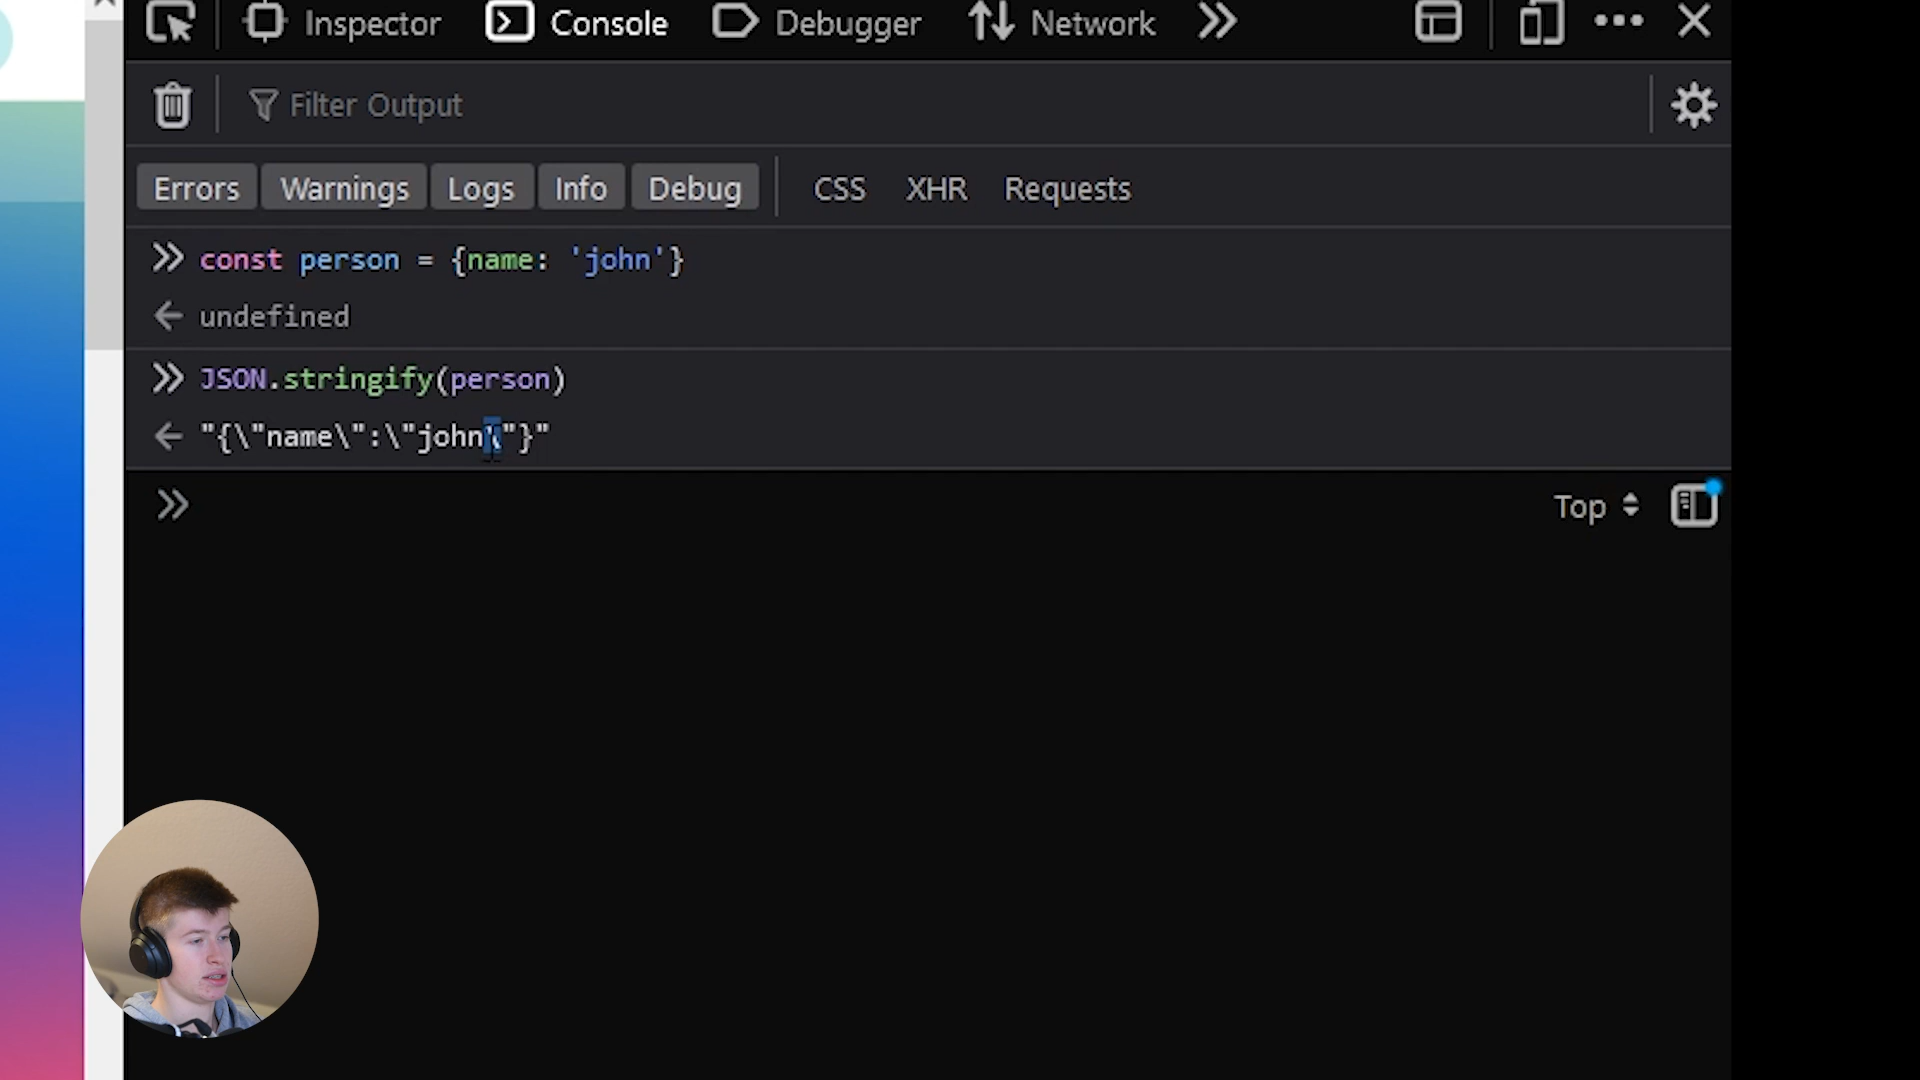 Inspector Console Debugger Network
Filter Output
Errors Warnings Logs Info Debug CSS XHR Requests
const person = {name: 'john'}
undefined
JSON.stringify(person)
"{\"name\":\"john\"}"
Top